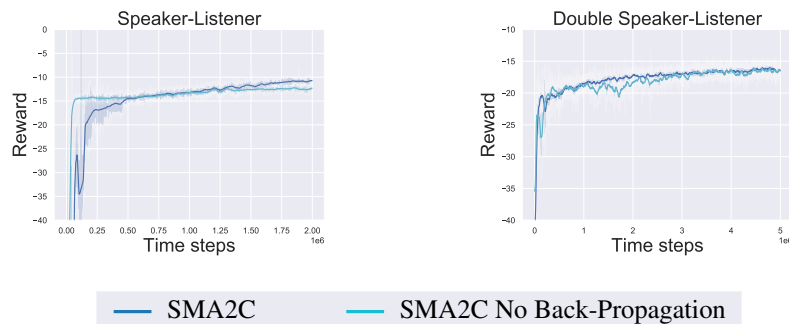 Speaker-Listener
Double Speaker-Listener
0
−5
−10
−15
−20
−25
−30
−35
−40
Reward
0.00 0.25 0.50 0.75 1.00 1.25 1.50 1.75 2.00
1e6
Time steps
−10
−15
−20
−25
−30
−35
−40
Reward
0 1 2 3 4 5
1e6
Time steps
SMA2C SMA2C No Back-Propagation